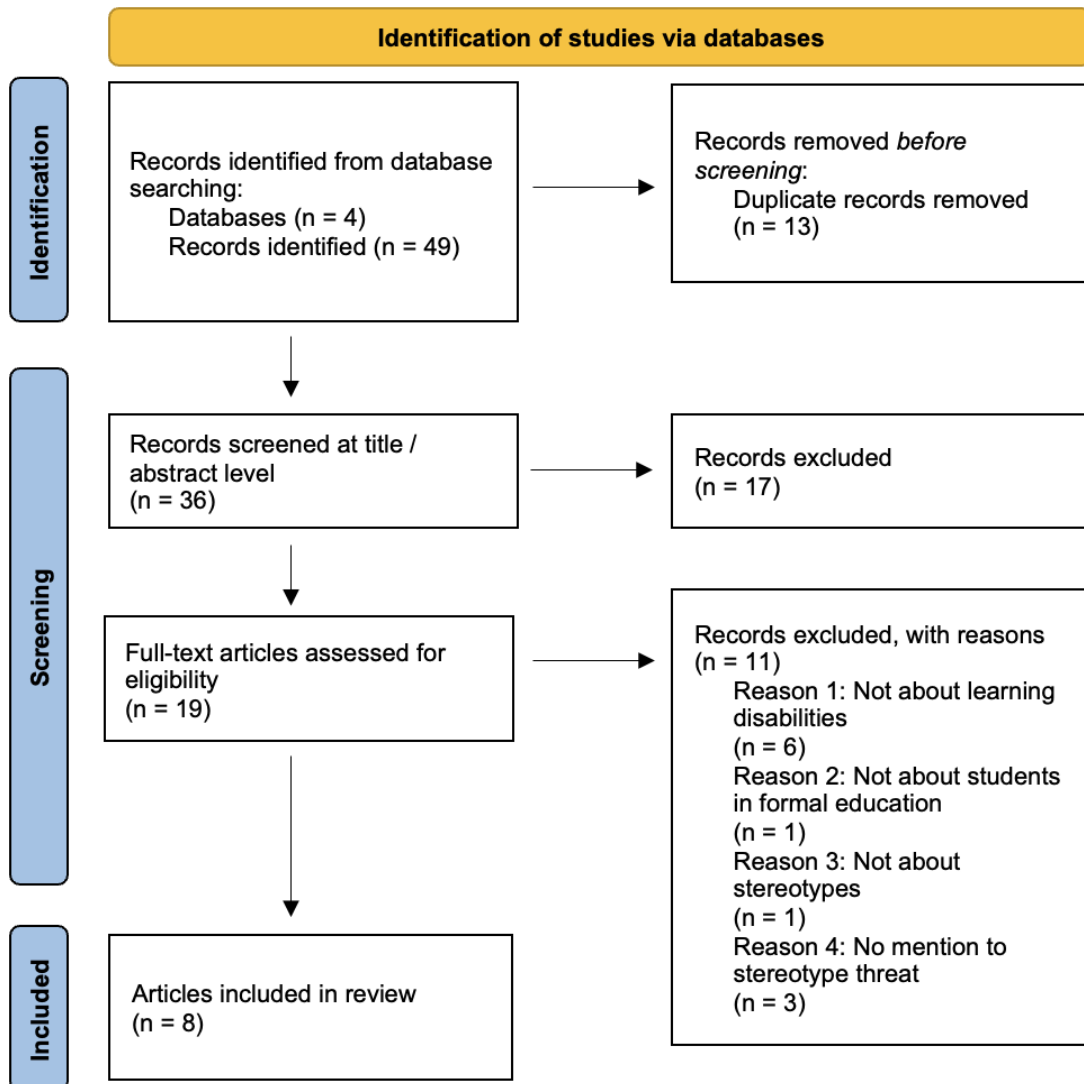 Identification of studies via databases
Identification
Records identified from database
searching:
Databases (n = 4)
Records identified (n = 49)
Records removed before
screening:
Duplicate records removed
(n = 13)
Screening
Records screened at title /
abstract level
(n = 36)
Records excluded
(n = 17)
Full-text articles assessed for
eligibility
(n = 19)
Records excluded, with reasons
(n = 11)
Reason 1: Not about learning
disabilities
(n = 6)
Reason 2: Not about students
in formal education
(n = 1)
Reason 3: Not about
stereotypes
(n = 1)
Reason 4: No mention to
stereotype threat
(n = 3)
Included
Articles included in review
(n = 8)